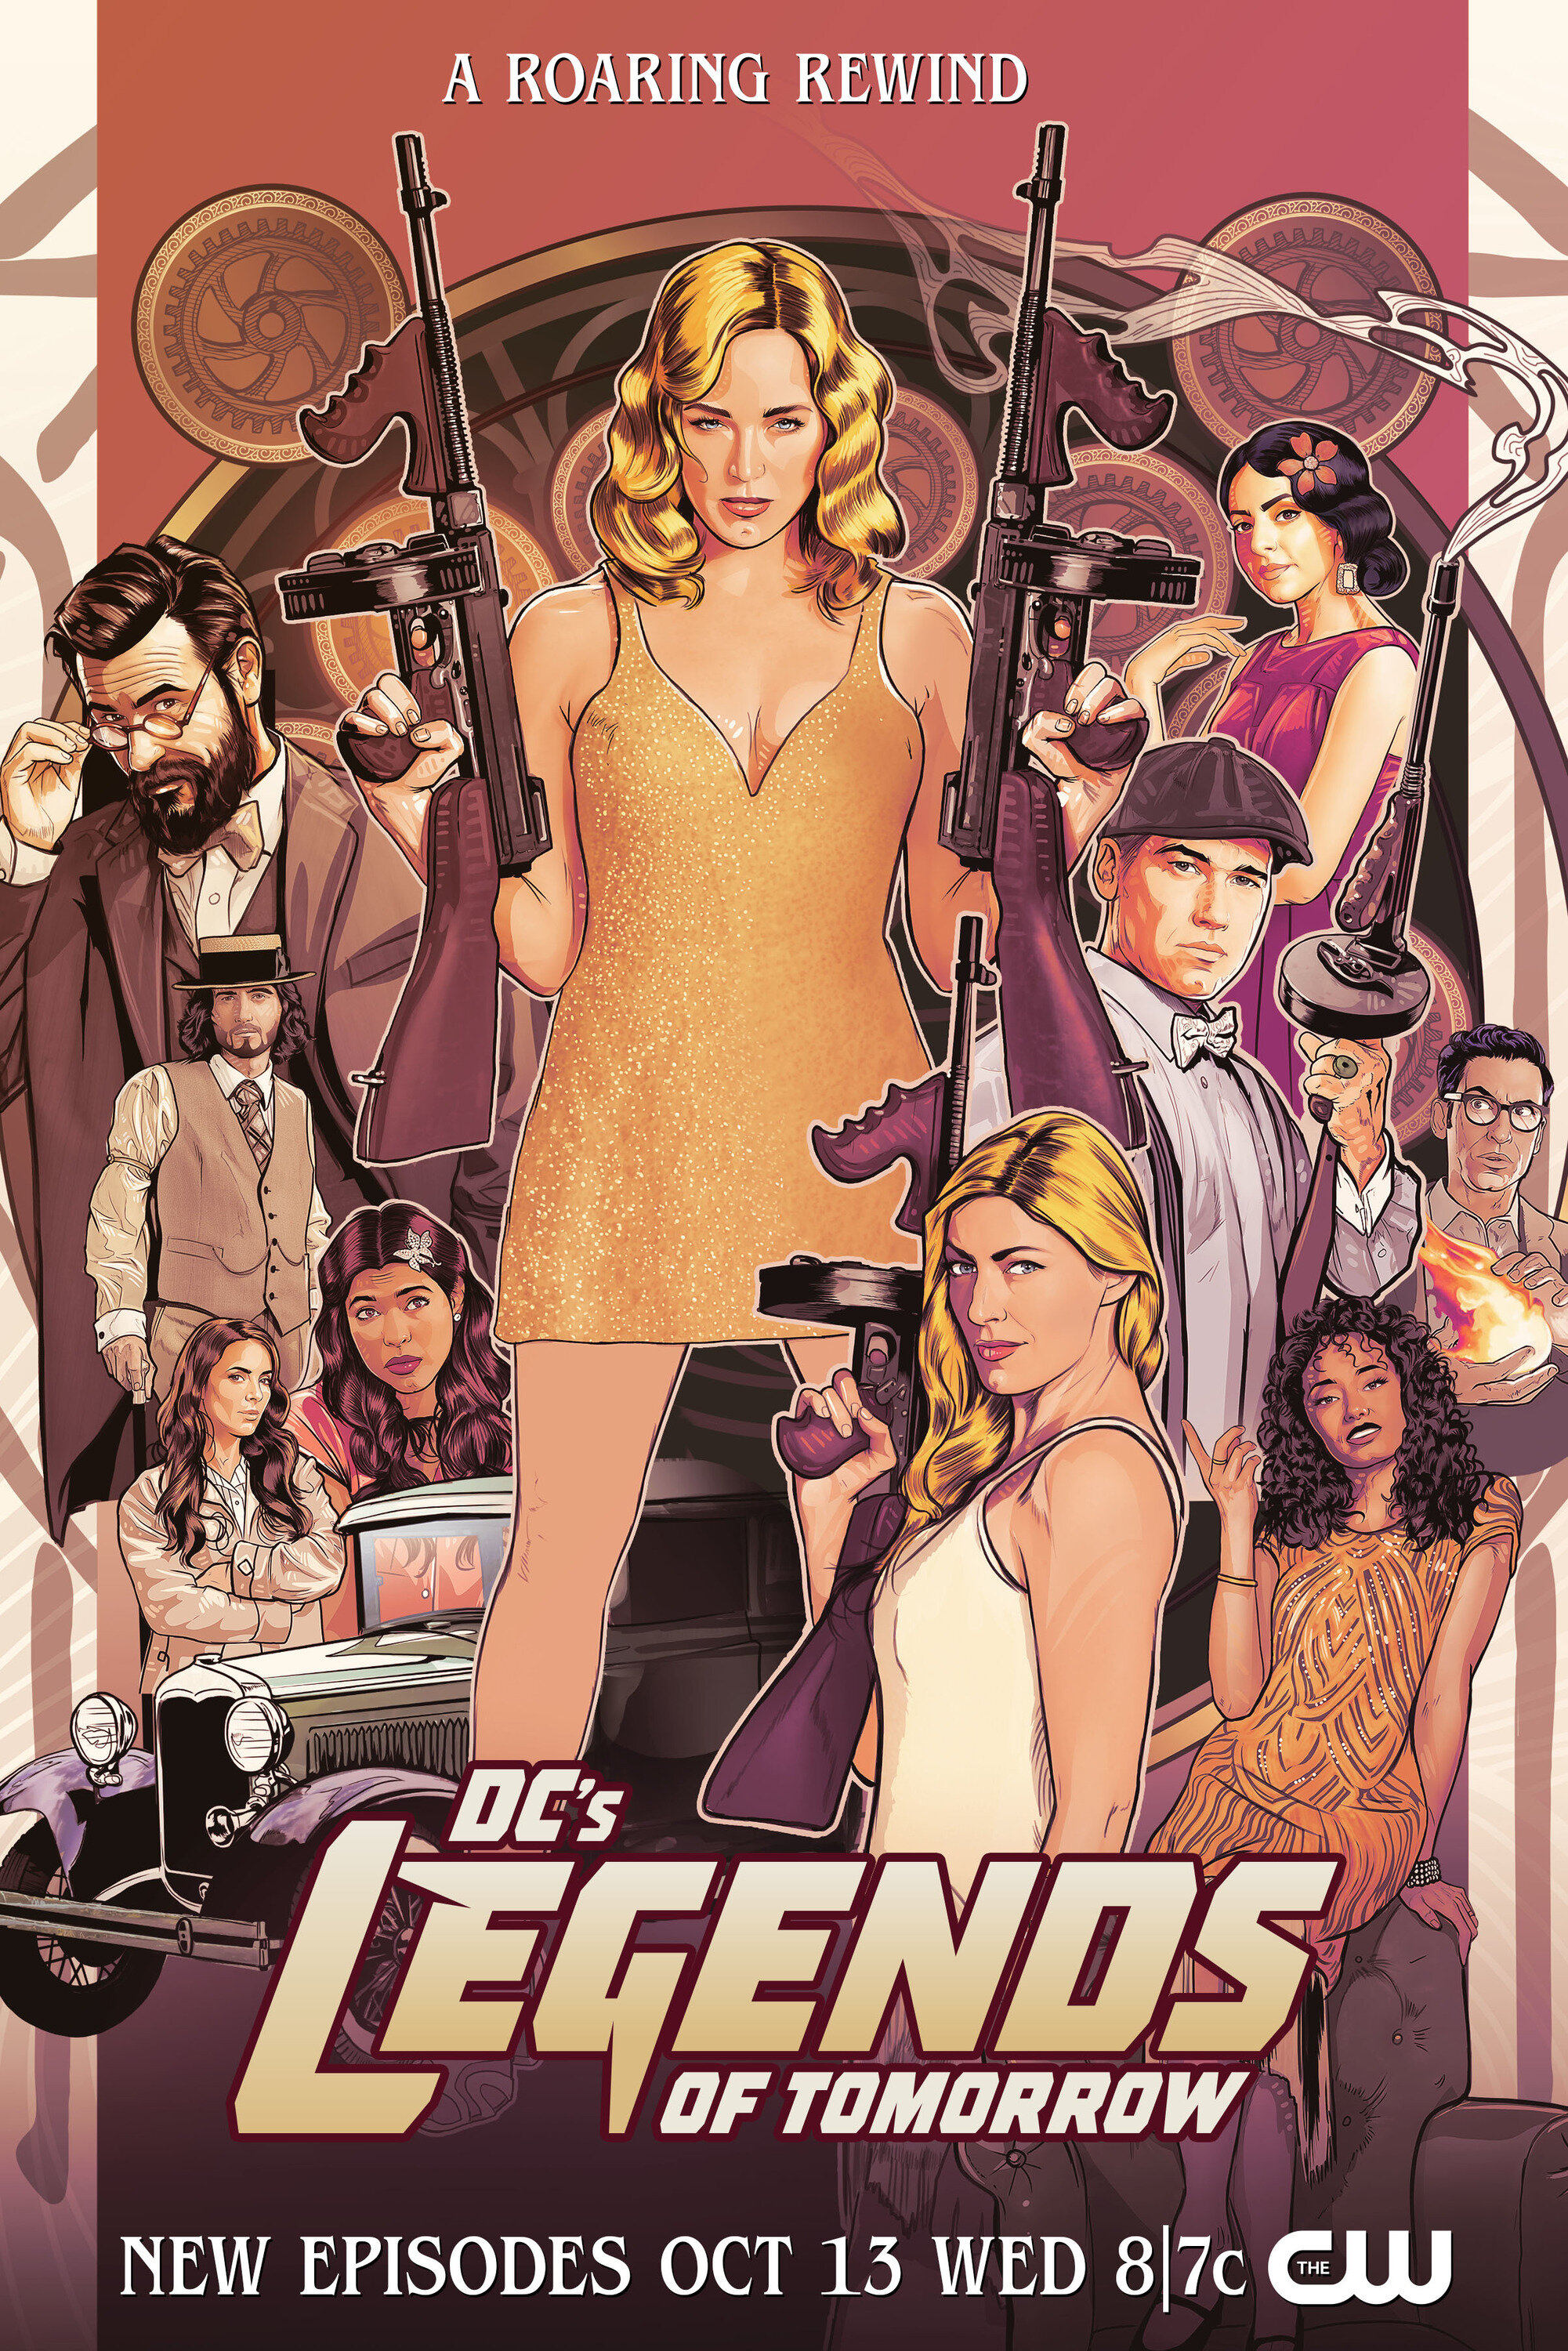 A ROARING REWIND
DC's
LEGENDS
OF TOMORROW
NEW EPISODES OCT 13 WED 8|7c THE CW